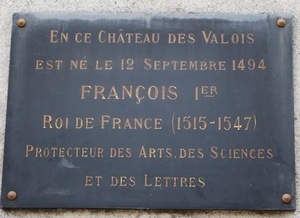 En ce Château des Valois
est né le 12 Septembre 1494
FRANÇOIS 1ER
Roi de France (1515-1547)
Protecteur des Arts, des Sciences
et des Lettres